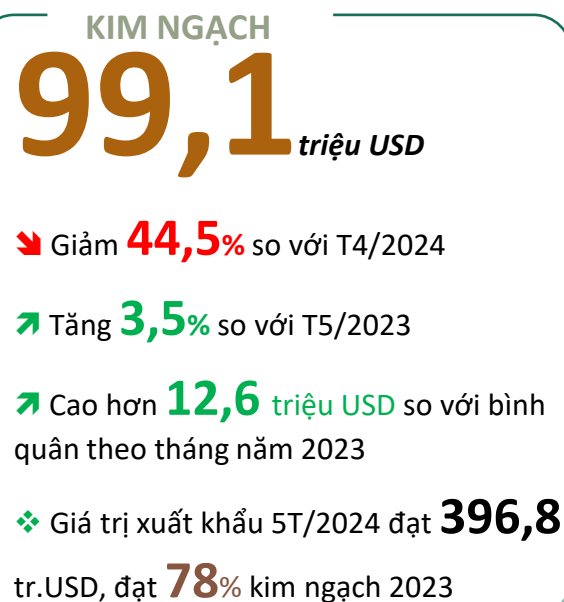 KIM NGẠCH
99,1 triệu USD
Giảm 44,5% so với T4/2024
Tăng 3,5% so với T5/2023
Cao hơn 12,6 triệu USD so với bình
quân theo tháng năm 2023
Giá trị xuất khẩu 5T/2024 đạt 396,8
tr.USD, đạt 78% kim ngạch 2023